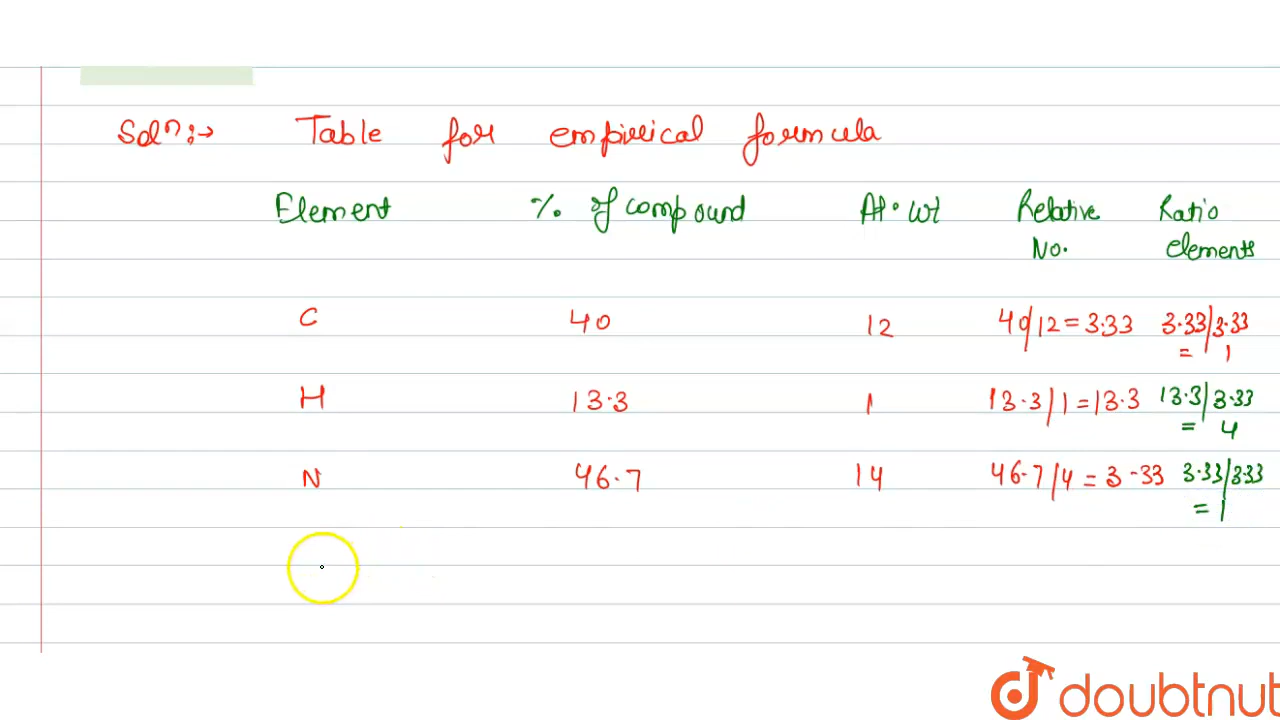 Solⁿ :→ Table for empirical formula
Element % of compound At. wt Relative No. Ratio elements
C 40 12 40/12 = 3.33 3.33/3.33 = 1
H 13.3 1 13.3/1 = 13.3 13.3/3.33 = 4
N 46.7 14 46.7/4 = 3.33 3.33/3.33 = 1
doubtnut